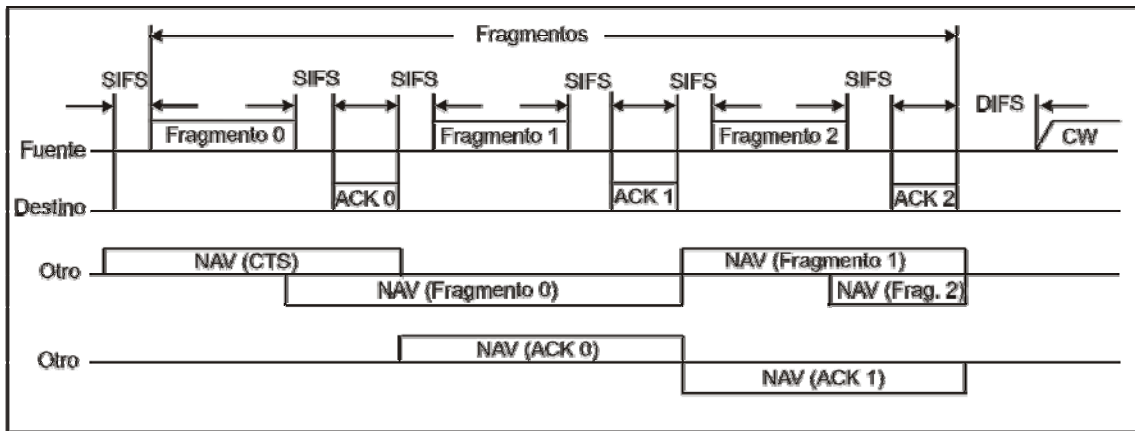 Fragmentos
SIFS SIFS SIFS SIFS SIFS SIFS
DIFS
Fragmento 0 Fragmento 1 Fragmento 2 CW
Fuente
ACK 0 ACK 1 ACK 2
Destino
NAV (CTS) NAV (Fragmento 1)
Otro
NAV (Fragmento 0) NAV (Frag. 2)
NAV (ACK 0)
Otro
NAV (ACK 1)